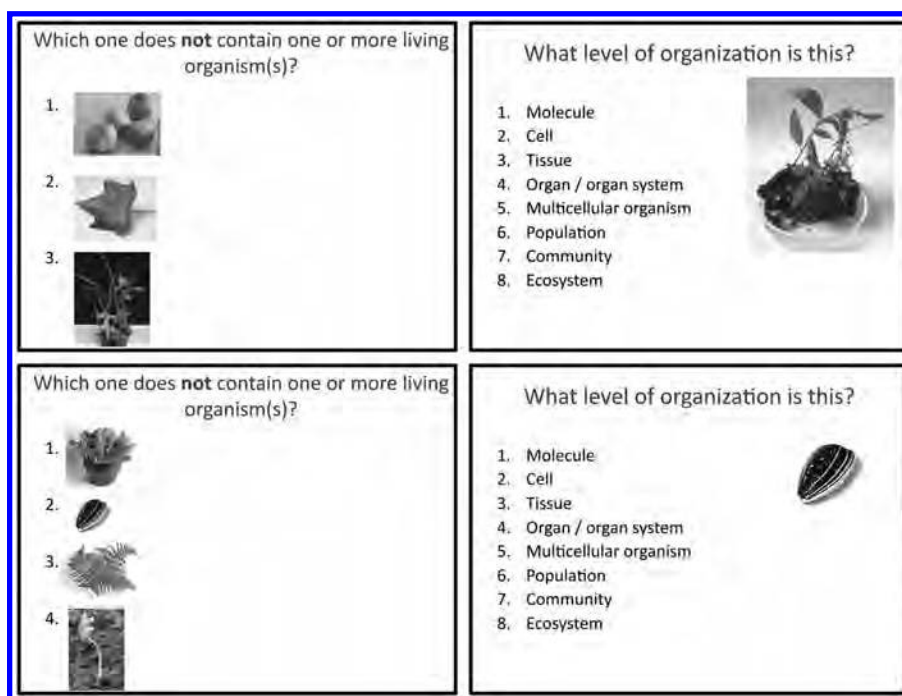 Which one does not contain one or more living
organism(s)?
1.
2.
3.
What level of organization is this?
1. Molecule
2. Cell
3. Tissue
4. Organ / organ system
5. Multicellular organism
6. Population
7. Community
8. Ecosystem
Which one does not contain one or more living
organism(s)?
1.
2.
3.
4.
What level of organization is this?
1. Molecule
2. Cell
3. Tissue
4. Organ / organ system
5. Multicellular organism
6. Population
7. Community
8. Ecosystem